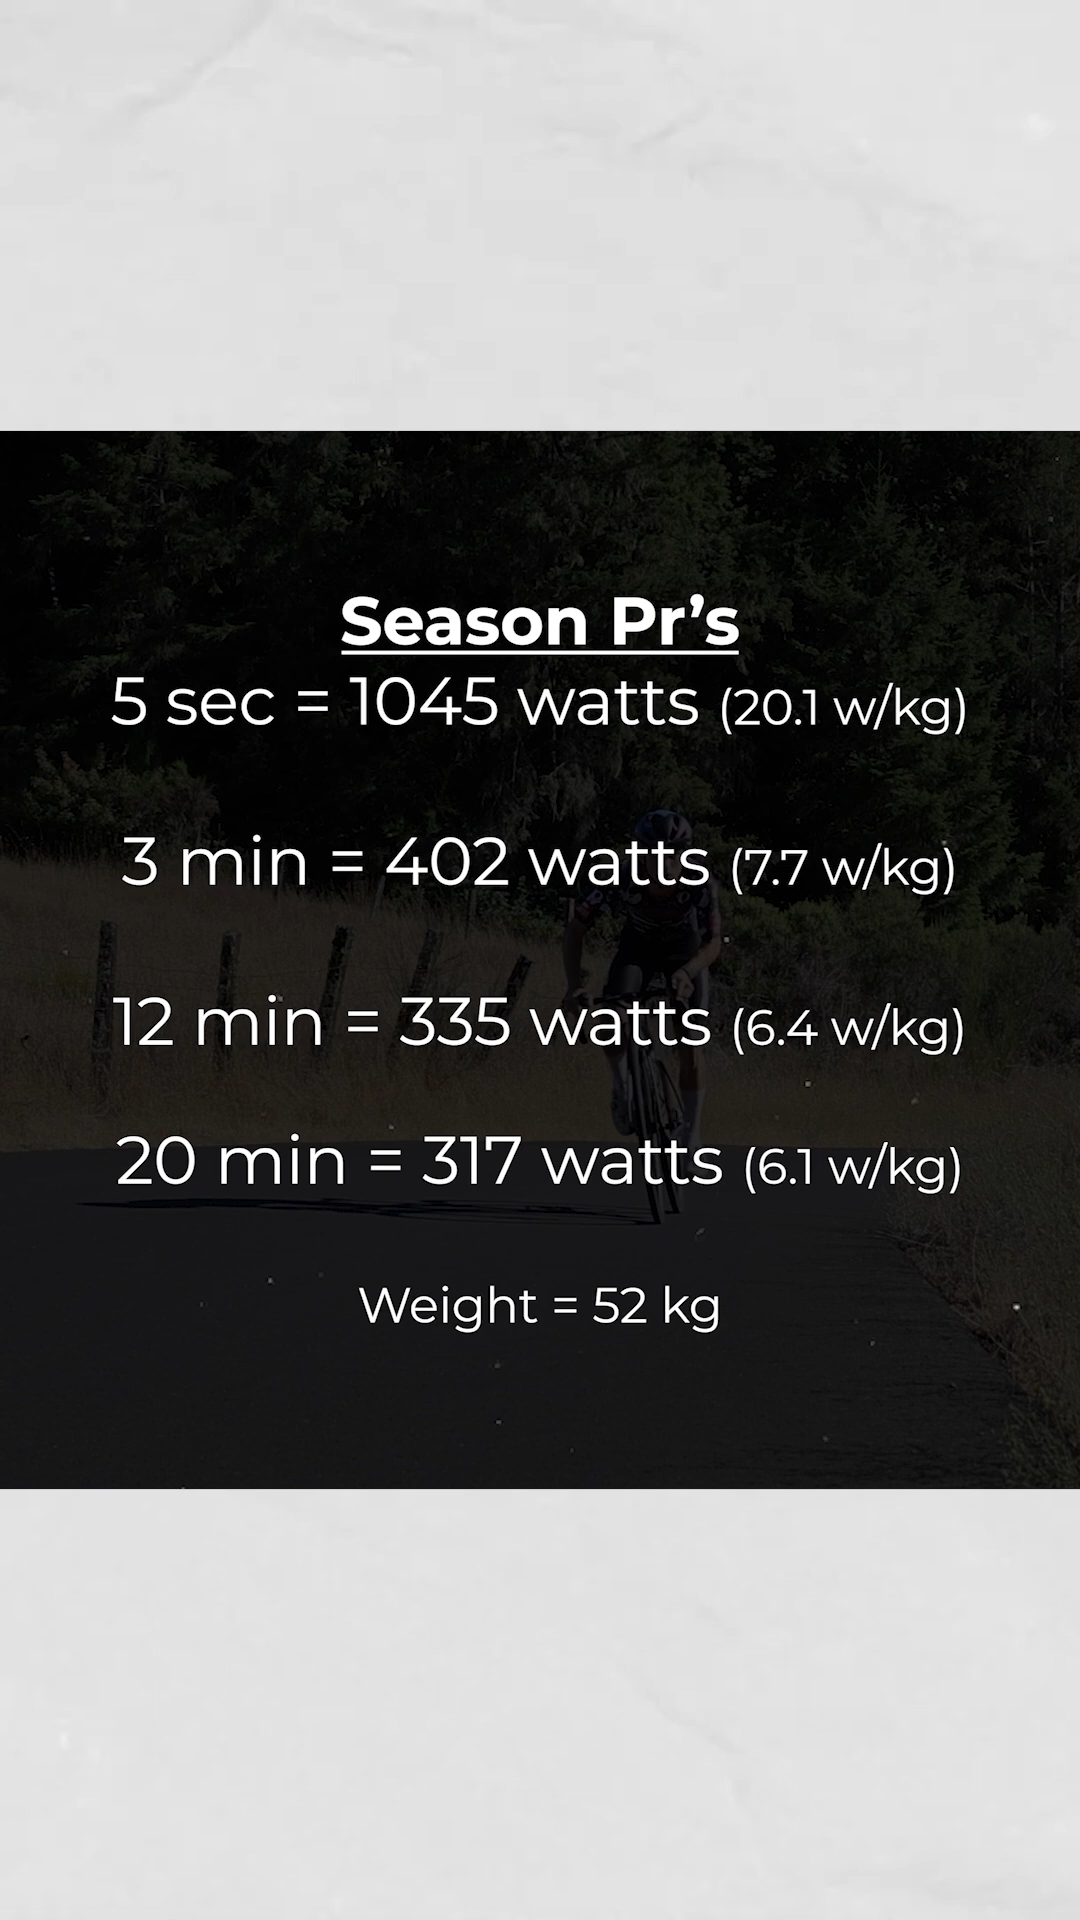 Season Pr’s
5 sec = 1045 watts (20.1 w/kg)
3 min = 402 watts (7.7 w/kg)
12 min = 335 watts (6.4 w/kg)
20 min = 317 watts (6.1 w/kg)
Weight = 52 kg